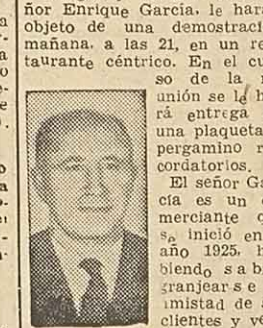 ñor Enrique García. le hará
objeto de una demostraci
mañana. a las 21, en un re
taurante céntrico. En el cu
so de la
unión se le h
rá entrega
una plaqueta
pergamino r
cordatorios.
El señor Ga
cía es un c
merciante q
se inició en
año 1925, h
biendo sab
granjearse
amistad de
clientes y ve